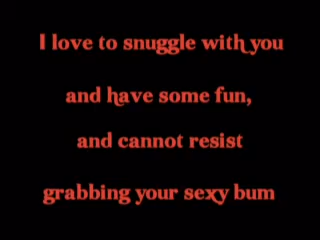 I love to snuggle with you
and have some fun,
and cannot resist
grabbing your sexy bum